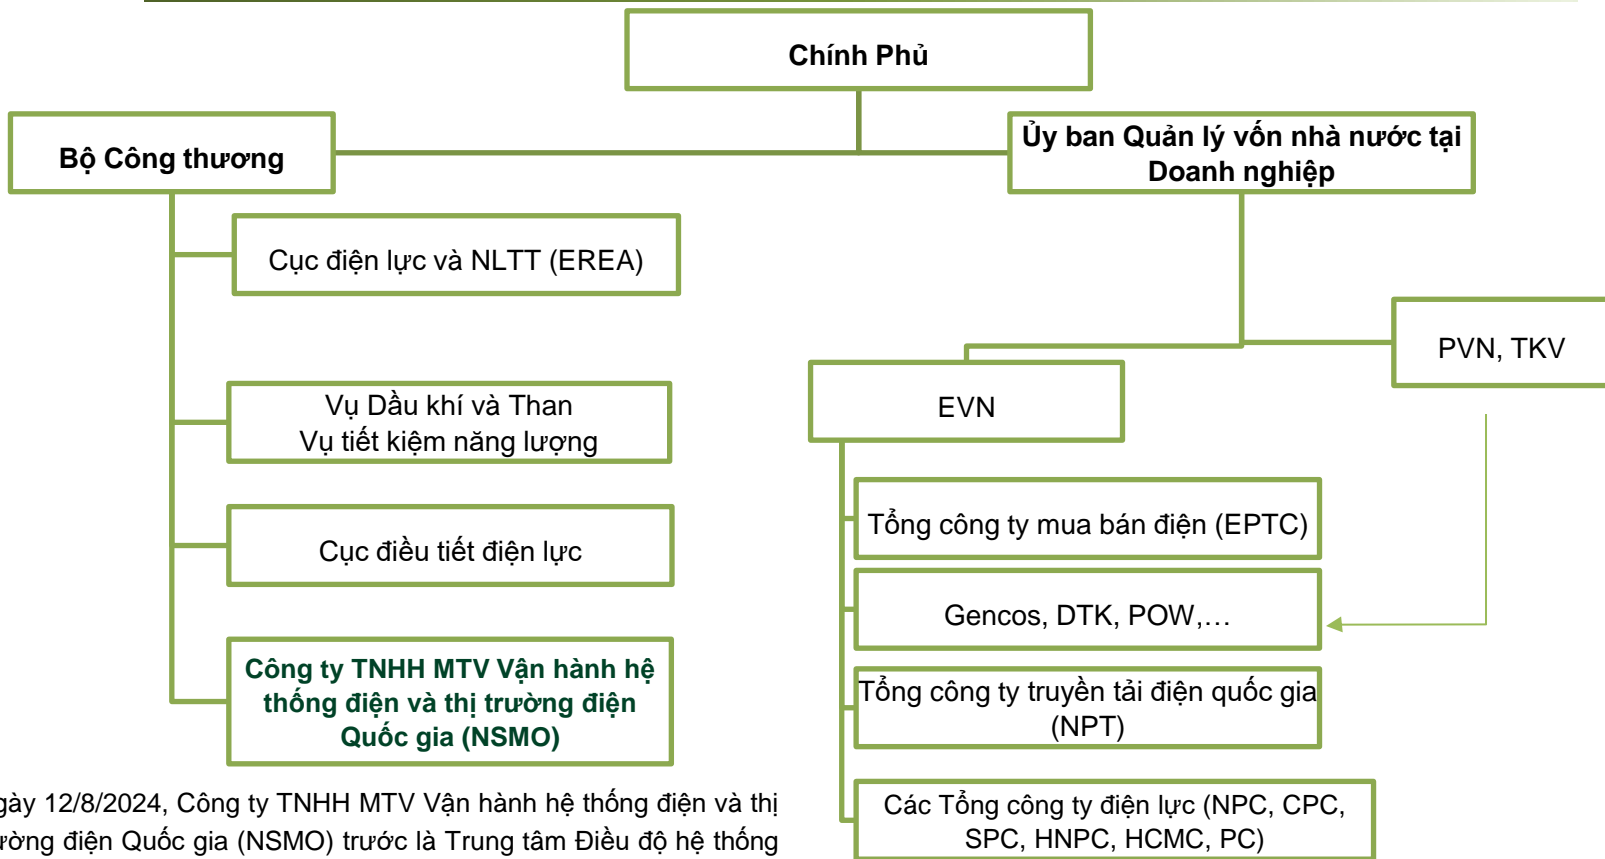 Chính Phủ
Bộ Công thương
Ủy ban Quản lý vốn nhà nước tại
Doanh nghiệp
Cục điện lực và NLTT (EREA)
Vụ Dầu khí và Than
Vụ tiết kiệm năng lượng
Cục điều tiết điện lực
Công ty TNHH MTV Vận hành hệ
thống điện và thị trường điện
Quốc gia (NSMO)
PVN, TKV
EVN
Tổng công ty mua bán điện (EPTC)
Gencos, DTK, POW,…
Tổng công ty truyền tải điện quốc gia
(NPT)
Các Tổng công ty điện lực (NPC, CPC,
SPC, HNPC, HCMC, PC)
gày 12/8/2024, Công ty TNHH MTV Vận hành hệ thống điện và thị
ường điện Quốc gia (NSMO) trước là Trung tâm Điều độ hệ thống